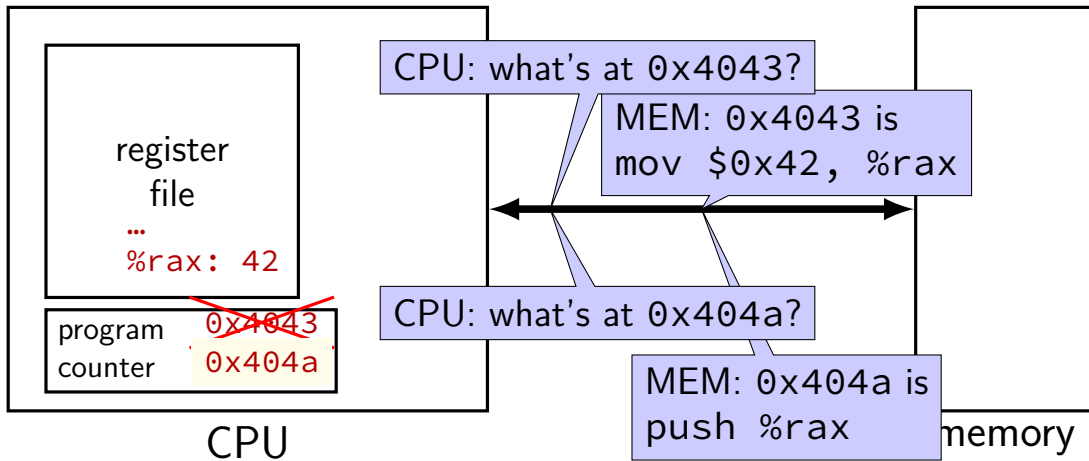 CPU: what's at 0x4043?
MEM: 0x4043 is
mov $0x42, %rax
register
file
…
%rax: 42
program
counter
0x4043
0x404a
CPU: what's at 0x404a?
MEM: 0x404a is
push %rax
CPU
memory